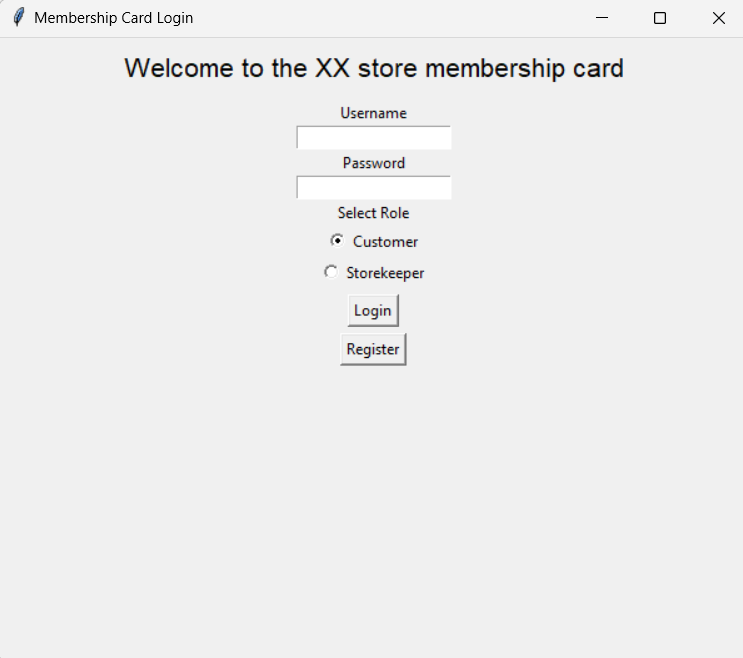 Membership Card Login
Welcome to the XX store membership card
Username
Password
Select Role
Customer
Storekeeper
Login
Register